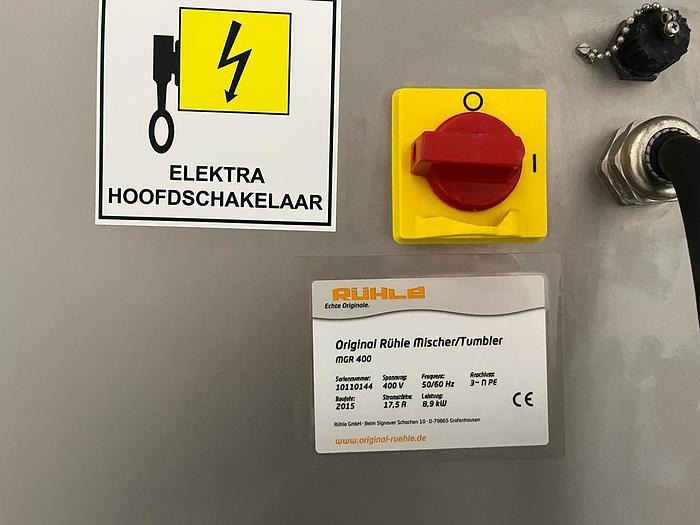 ELEKTRA
HOOFDSCHAKELAAR
O
I
RÜHLE
Echte Originale.
Original Rühle Mischer/Tumbler
MGR 400
Seriennummer: Spannung: Frequenz: Anschluss:
10110144 400 V 50/60 Hz 3~ N PE
Baujahr: Stromstärke: Leistung:
2015 17,5 A 8,9 kW
CE
Rühle GmbH · Beim Signauer Schachen 10 · D-79865 Grafenhausen
www.original-ruehle.de